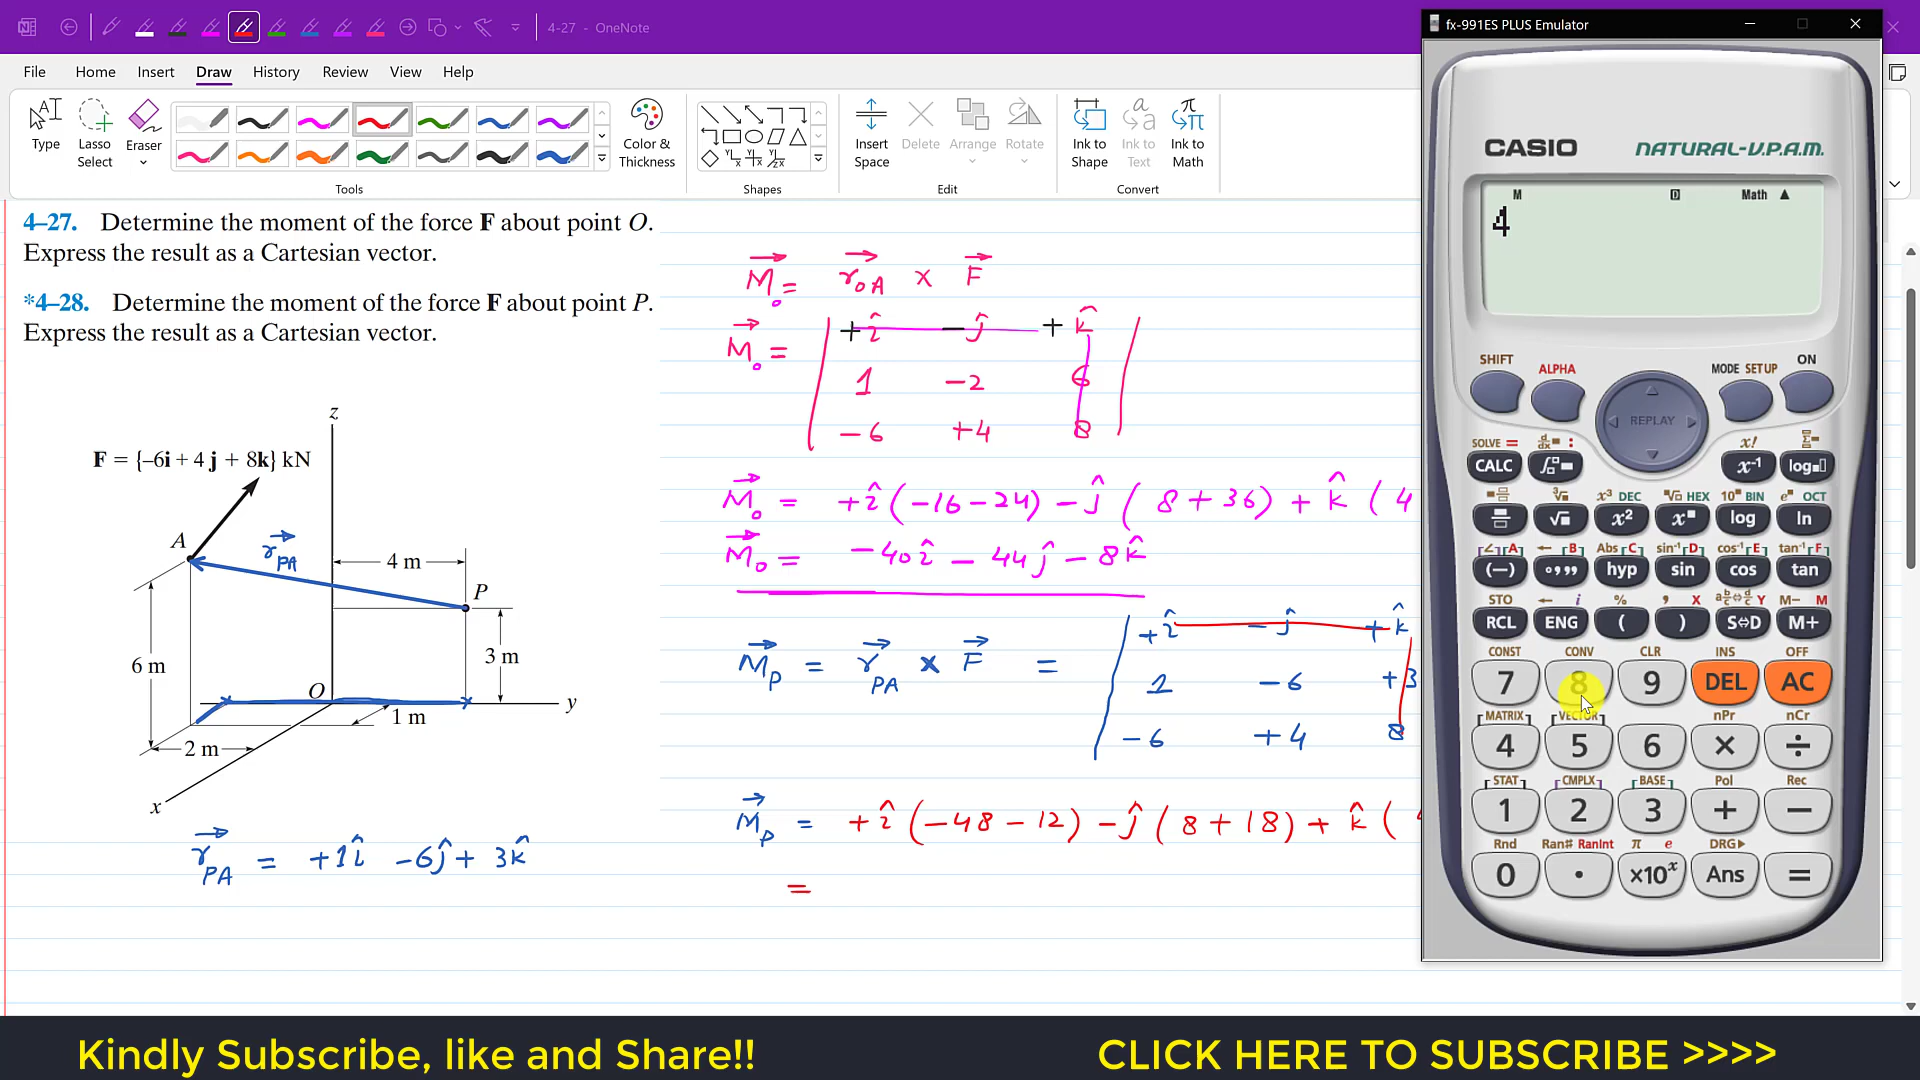 4-27 - OneNote
File Home Insert Draw History Review View Help
Type
Lasso Select
Eraser
Color & Thickness
Insert Space
Delete
Arrange
Rotate
Ink to Shape
Ink to Text
Ink to Math
Tools
Shapes
Edit
Convert
4–27. Determine the moment of the force F about point O.
Express the result as a Cartesian vector.
*4–28. Determine the moment of the force F about point P.
Express the result as a Cartesian vector.
z
F = {–6i + 4 j + 8k} kN
A
r⃗PA
4 m
P
6 m
3 m
O
y
1 m
2 m
x
r⃗PA = +1î -6ĵ + 3k̂
M⃗o = r⃗OA × F⃗
M⃗o = | +î -ĵ +k̂ |
1 -2 6
-6 +4 8
M⃗o = +î(-16-24) -ĵ(8+36) + k̂(4
M⃗o = -40î - 44ĵ - 8k̂
M⃗P = r⃗PA × F⃗ = | +î -ĵ +k̂
1 -6 +3
-6 +4 8
M⃗P = +î(-48-12) -ĵ(8+18) + k̂(
=
fx-991ES PLUS Emulator
CASIO NATURAL-V.P.A.M.
M D Math ▲
4
SHIFT ALPHA REPLAY MODE SETUP ON
SOLVE = d/dx : x! Σ
CALC ∫ x⁻¹ log
x³ DEC HEX 10 BIN e OCT
√ x² x log ln
∠ [A] ← [B] Abs [C] sin⁻¹ [D] cos⁻¹ [E] tan⁻¹ [F]
(−) °,,, hyp sin cos tan
STO ← i % , X Y M− M
RCL ENG ( ) S⇔D M+
CONST CONV CLR INS OFF
7 8 9 DEL AC
[MATRIX] [VECTOR] nPr nCr
4 5 6 × ÷
[STAT] [CMPLX] [BASE] Pol Rec
1 2 3 + −
Rnd Ran# RanInt π e DRG▶
0 . ×10ˣ Ans =
Kindly Subscribe, like and Share!!
CLICK HERE TO SUBSCRIBE >>>>